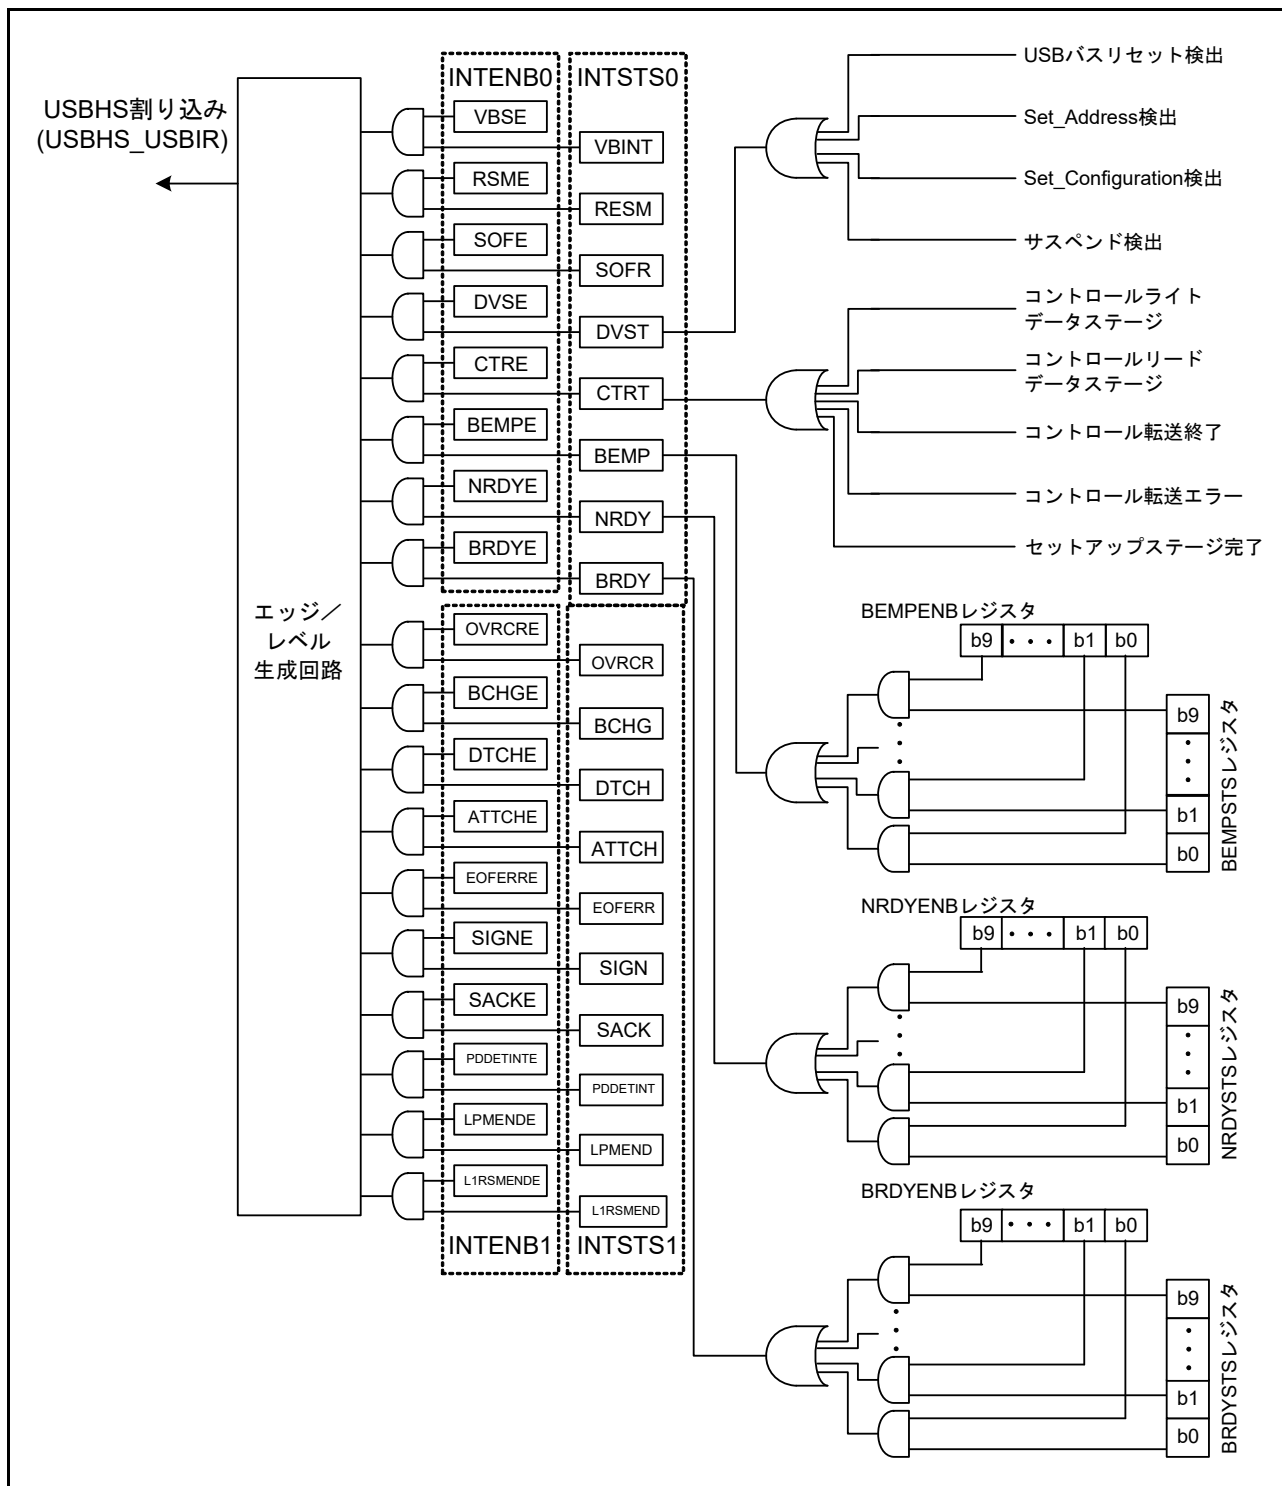 USBHS割り込み
(USBHS_USBIR)
エッジ／
レベル
生成回路
INTENB0
VBSE
RSME
SOFE
DVSE
CTRE
BEMPE
NRDYE
BRDYE
OVRCRE
BCHGE
DTCHE
ATTCHE
EOFERRE
SIGNE
SACKE
PDDETINTE
LPMENDE
L1RSMENDE
INTENB1
INTSTS0
VBINT
RESM
SOFR
DVST
CTRT
BEMP
NRDY
BRDY
OVRCR
BCHG
DTCH
ATTCH
EOFERR
SIGN
SACK
PDDETINT
LPMEND
L1RSMEND
INTSTS1
USBバスリセット検出
Set_Address検出
Set_Configuration検出
サスペンド検出
コントロールライト
データステージ
コントロールリード
データステージ
コントロール転送終了
コントロール転送エラー
セットアップステージ完了
BEMPENBレジスタ
b9 ・・・ b1 b0
b9
・・・
b1
b0
BEMPSTSレジスタ
NRDYENBレジスタ
b9 ・・・ b1 b0
b9
・・・
b1
b0
NRDYSTSレジスタ
BRDYENBレジスタ
b9 ・・・ b1 b0
b9
・・・
b1
b0
BRDYSTSレジスタ